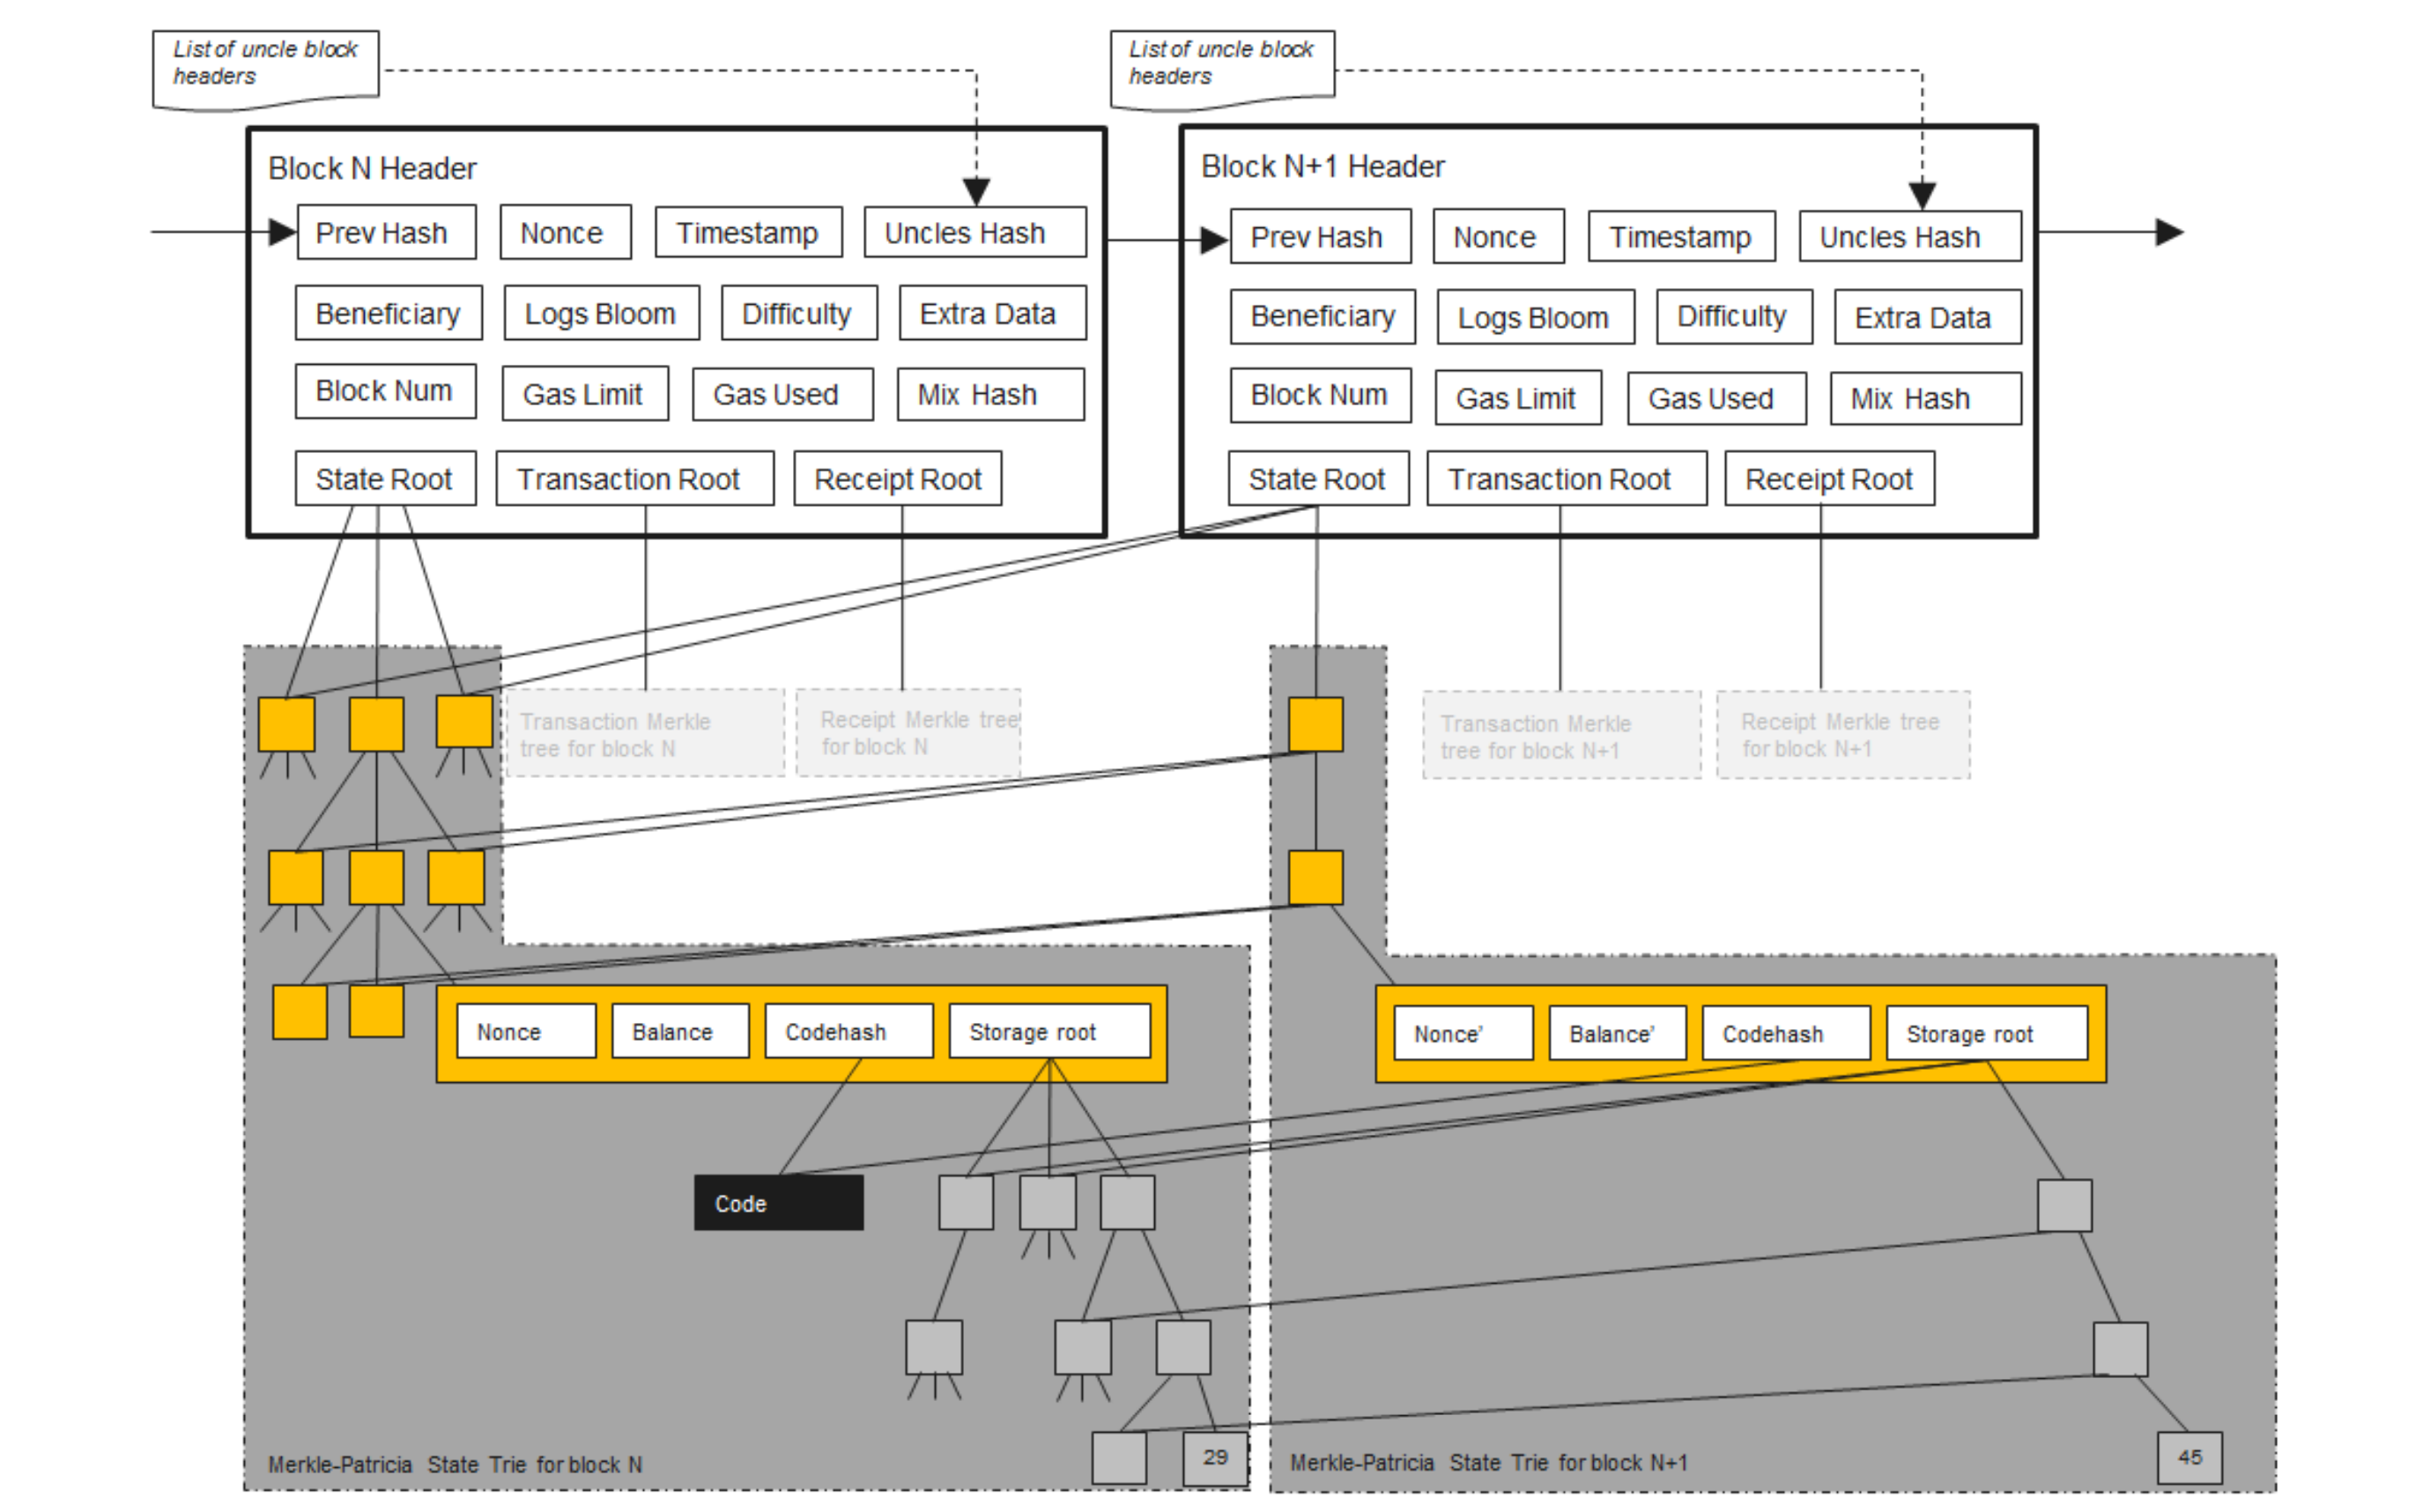 List of uncle block
headers
List of uncle block
headers
Block N Header
Prev Hash
Nonce
Timestamp
Uncles Hash
Beneficiary
Logs Bloom
Difficulty
Extra Data
Block Num
Gas Limit
Gas Used
Mix Hash
State Root
Transaction Root
Receipt Root
Block N+1 Header
Prev Hash
Nonce
Timestamp
Uncles Hash
Beneficiary
Logs Bloom
Difficulty
Extra Data
Block Num
Gas Limit
Gas Used
Mix Hash
State Root
Transaction Root
Receipt Root
Transaction Merkle
tree for block N
Receipt Merkle tree
for block N
Transaction Merkle
tree for block N+1
Receipt Merkle tree
for block N+1
Nonce
Balance
Codehash
Storage root
Nonce’
Balance’
Codehash
Storage root
Code
29
45
Merkle-Patricia State Trie for block N
Merkle-Patricia State Trie for block N+1